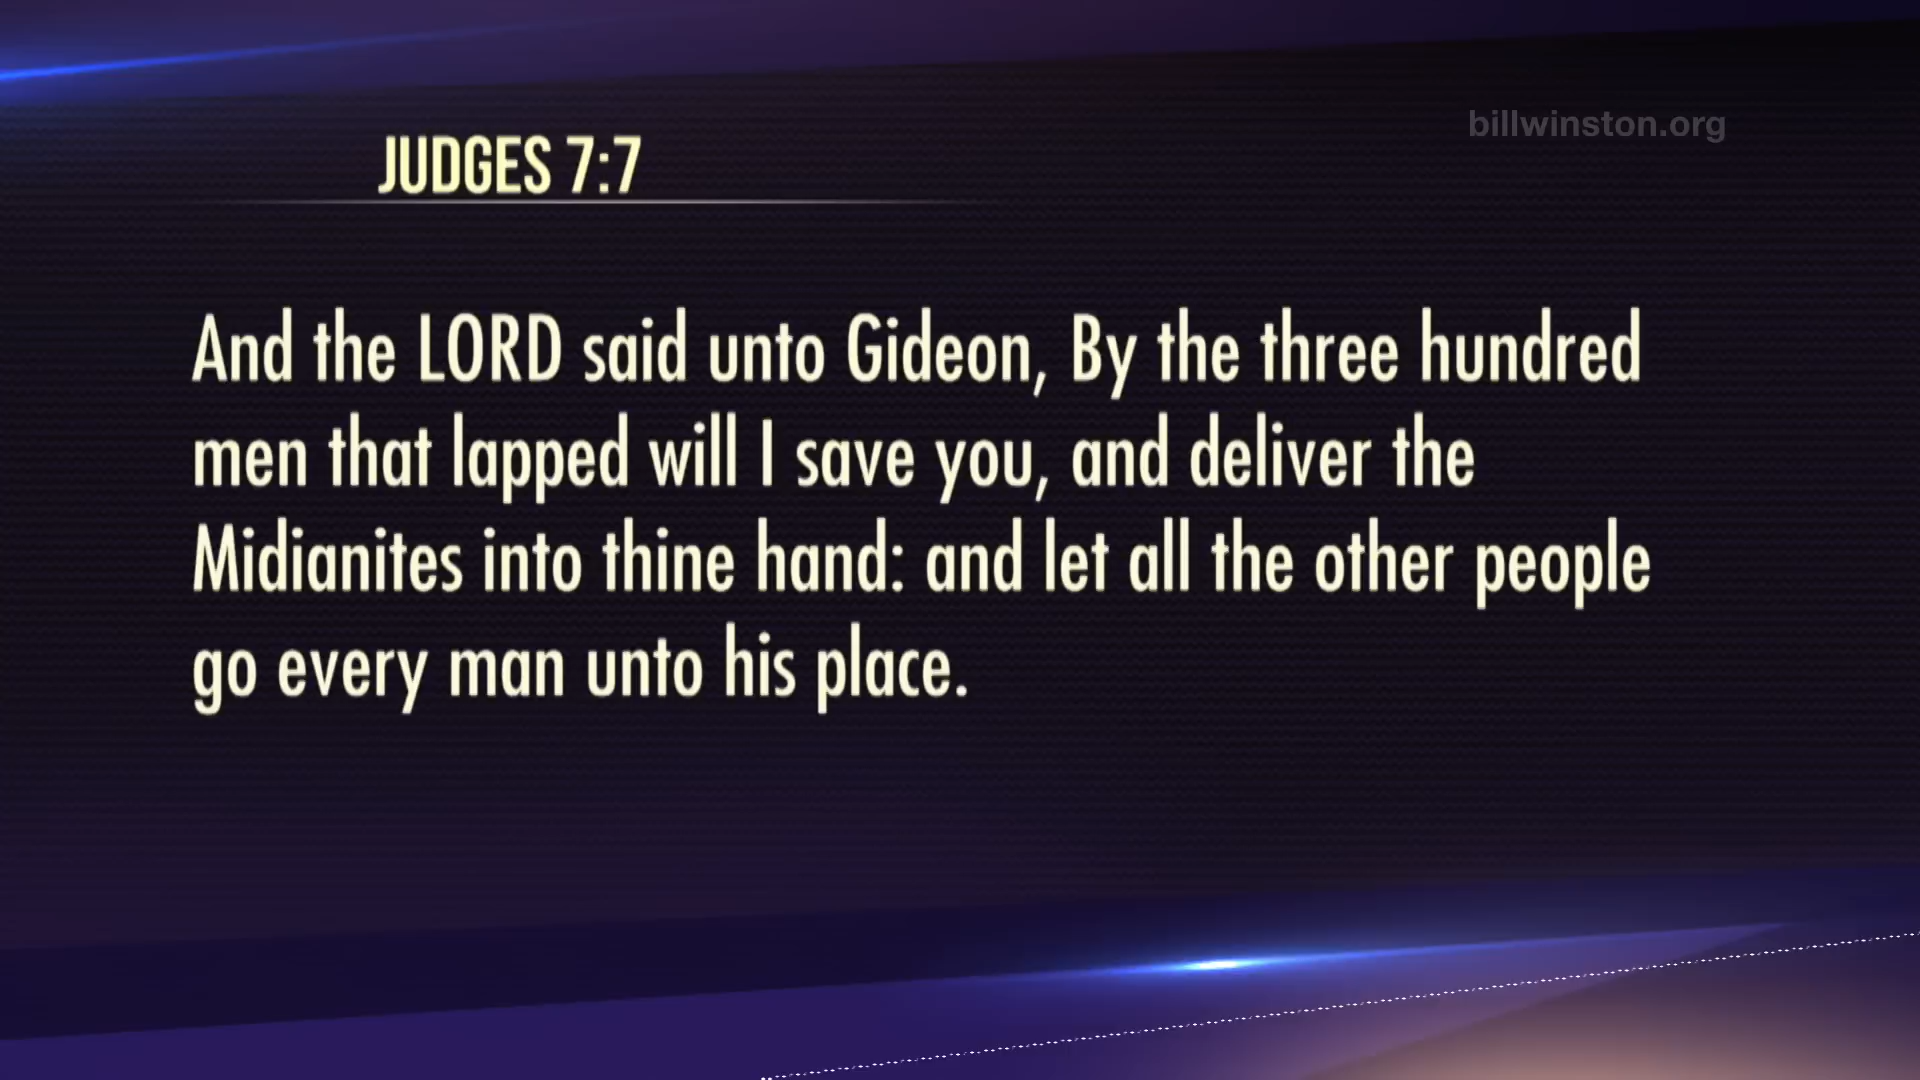 billwinston.org
JUDGES 7:7
And the LORD said unto Gideon, By the three hundred
men that lapped will I save you, and deliver the
Midianites into thine hand: and let all the other people
go every man unto his place.